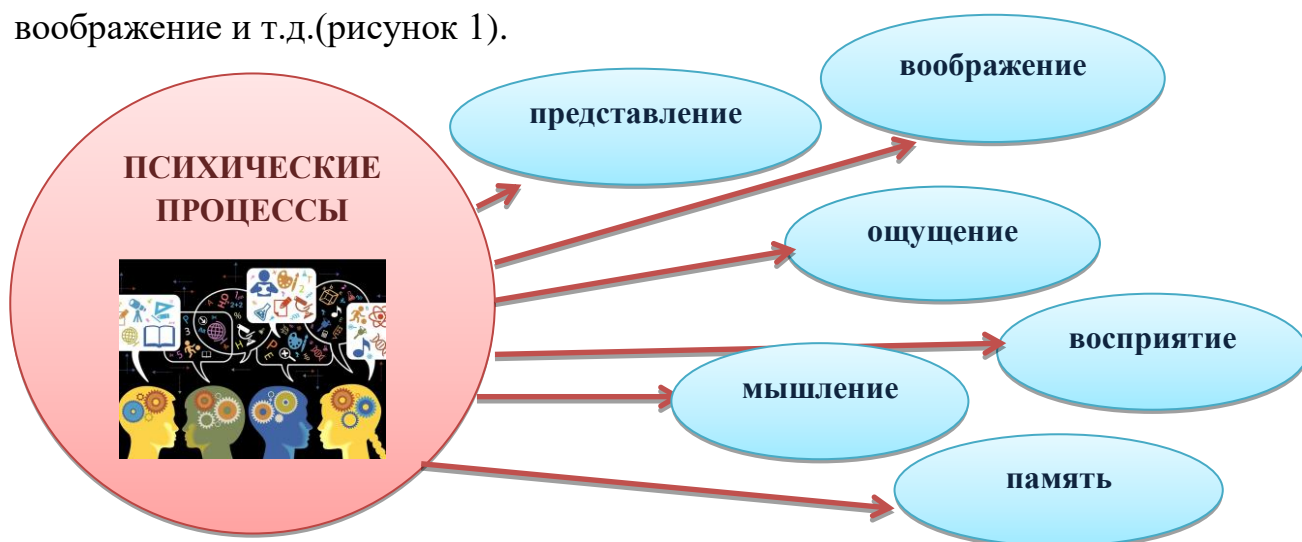 воображение и т.д.(рисунок 1).
воображение
представление
ПСИХИЧЕСКИЕ
ПРОЦЕССЫ
ощущение
восприятие
мышление
память